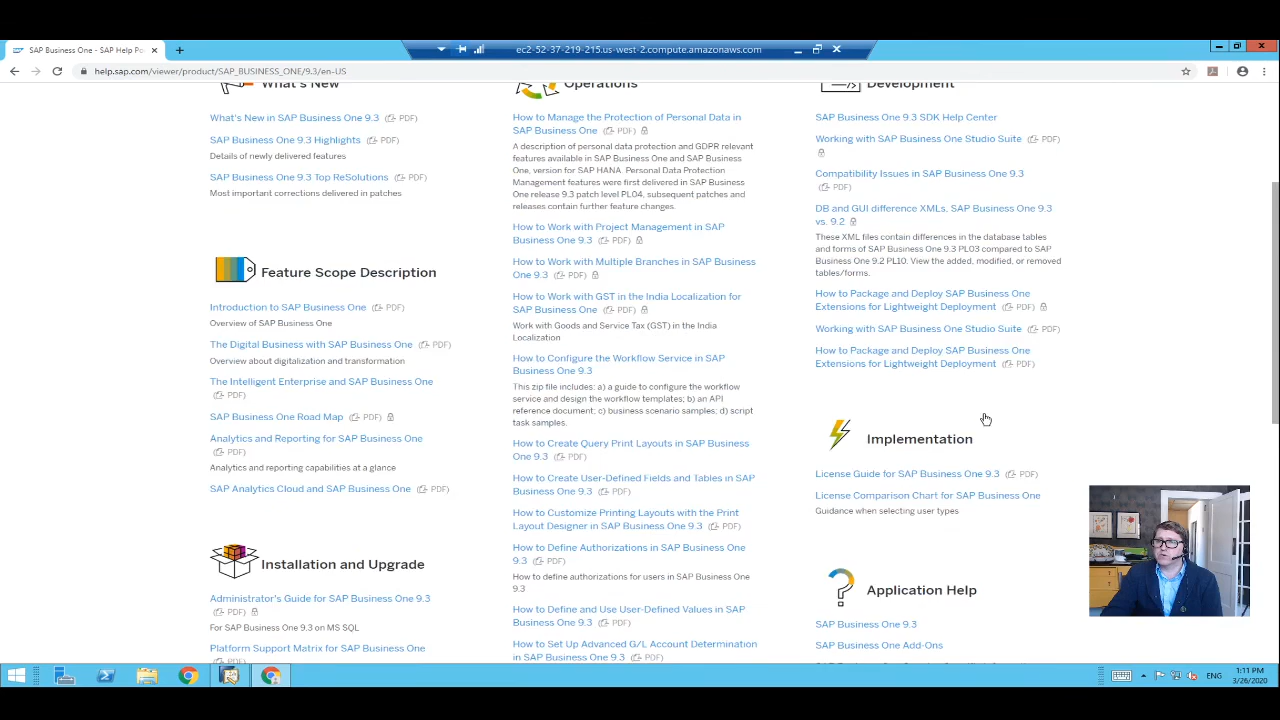 SAP Business One - SAP Help Po
ec2-52-37-219-215.us-west-2.compute.amazonaws.com
help.sap.com/viewer/product/SAP_BUSINESS_ONE/9.3/en-US
What's New
What's New in SAP Business One 9.3 (PDF)
SAP Business One 9.3 Highlights (PDF)
Details of newly delivered features
SAP Business One 9.3 Top ReSolutions (PDF)
Most important corrections delivered in patches
Feature Scope Description
Introduction to SAP Business One (PDF)
Overview of SAP Business One
The Digital Business with SAP Business One (PDF)
Overview about digitalization and transformation
The Intelligent Enterprise and SAP Business One
(PDF)
SAP Business One Road Map (PDF)
Analytics and Reporting for SAP Business One
(PDF)
Analytics and reporting capabilities at a glance
SAP Analytics Cloud and SAP Business One (PDF)
Installation and Upgrade
Administrator's Guide for SAP Business One 9.3
(PDF)
For SAP Business One 9.3 on MS SQL
Platform Support Matrix for SAP Business One
(PDF)
Operations
How to Manage the Protection of Personal Data in
SAP Business One (PDF)
A description of personal data protection and GDPR relevant
features available in SAP Business One and SAP Business
One, version for SAP HANA. Personal Data Protection
Management features were first delivered in SAP Business
One release 9.3 patch level PL04, subsequent patches and
releases contain further feature changes.
How to Work with Project Management in SAP
Business One 9.3 (PDF)
How to Work with Multiple Branches in SAP Business
One 9.3 (PDF)
How to Work with GST in the India Localization for
SAP Business One (PDF)
Work with Goods and Service Tax (GST) in the India
Localization
How to Configure the Workflow Service in SAP
Business One 9.3
This zip file includes: a) a guide to configure the workflow
service and design the workflow templates; b) an API
reference document; c) business scenario samples; d) script
task samples.
How to Create Query Print Layouts in SAP Business
One 9.3 (PDF)
How to Create User-Defined Fields and Tables in SAP
Business One 9.3 (PDF)
How to Customize Printing Layouts with the Print
Layout Designer in SAP Business One 9.3 (PDF)
How to Define Authorizations in SAP Business One
9.3 (PDF)
How to define authorizations for users in SAP Business One
9.3
How to Define and Use User-Defined Values in SAP
Business One 9.3 (PDF)
How to Set Up Advanced G/L Account Determination
in SAP Business One 9.3 (PDF)
Development
SAP Business One 9.3 SDK Help Center
Working with SAP Business One Studio Suite (PDF)
Compatibility Issues in SAP Business One 9.3
(PDF)
DB and GUI difference XMLs, SAP Business One 9.3
vs. 9.2
These XML files contain differences in the database tables
and forms of SAP Business One 9.3 PL03 compared to SAP
Business One 9.2 PL10. View the added, modified, or removed
tables/forms.
How to Package and Deploy SAP Business One
Extensions for Lightweight Deployment (PDF)
Working with SAP Business One Studio Suite (PDF)
How to Package and Deploy SAP Business One
Extensions for Lightweight Deployment (PDF)
Implementation
License Guide for SAP Business One 9.3 (PDF)
License Comparison Chart for SAP Business One
Guidance when selecting user types
Application Help
SAP Business One 9.3
SAP Business One Add-Ons
ENG
1:11 PM
3/26/2020